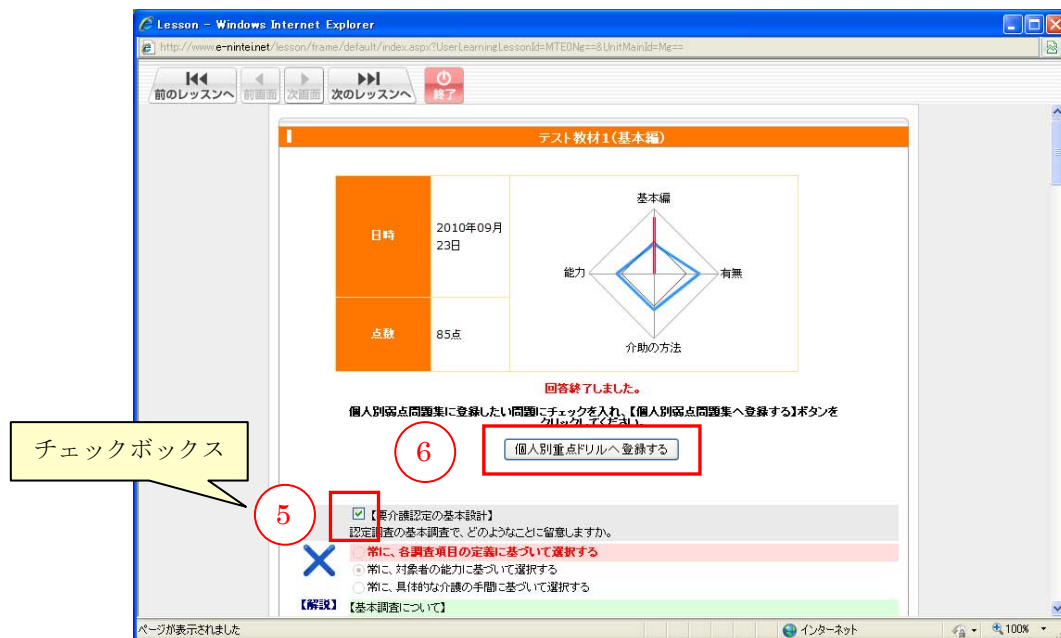 Lesson - Windows Internet Explorer
http://www.e-nintei.net/lesson/frame/default/index.aspx?UserLearningLessonId=MTE0Ng==&UnitMainId=Mg==
前のレッスンへ 前画面 次画面 次のレッスンへ 終了
テスト教材1(基本編)
基本編
日時 2010年09月
23日
能力 有無
点数 85点
介助の方法
回答終了しました。
個人別弱点問題集に登録したい問題にチェックを入れ、【個人別弱点問題集へ登録する】ボタンを
クリックしてください。
チェックボックス
6 個人別重点ドリルへ登録する
5 【要介護認定の基本設計】
認定調査の基本調査で、どのようなことに留意しますか。
常に、各調査項目の定義に基づいて選択する
常に、対象者の能力に基づいて選択する
常に、具体的な介護の手間に基づいて選択する
【解説】 【基本調査について】
ページが表示されました インターネット 100%